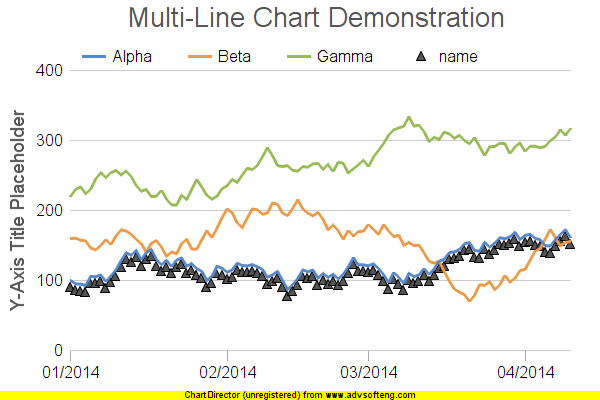 Multi-Line Chart Demonstration
Alpha Beta Gamma name
Y-Axis Title Placeholder
400
300
200
100
0
01/2014 02/2014 03/2014 04/2014
ChartDirector (unregistered) from www.advsofteng.com